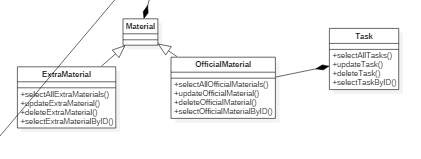 Material
Task
+selectAllTasks()
+updateTask()
+deleteTask()
+selectTaskByID()
OfficialMaterial
+selectAllOfficialMaterials()
+updateOfficialMaterial()
+deleteOfficialMaterial()
+selectOfficialMaterialByID()
ExtraMaterial
+selectAllExtraMaterials()
+updateExtraMaterial()
+deleteExtraMaterial()
+selectExtraMaterialByID()